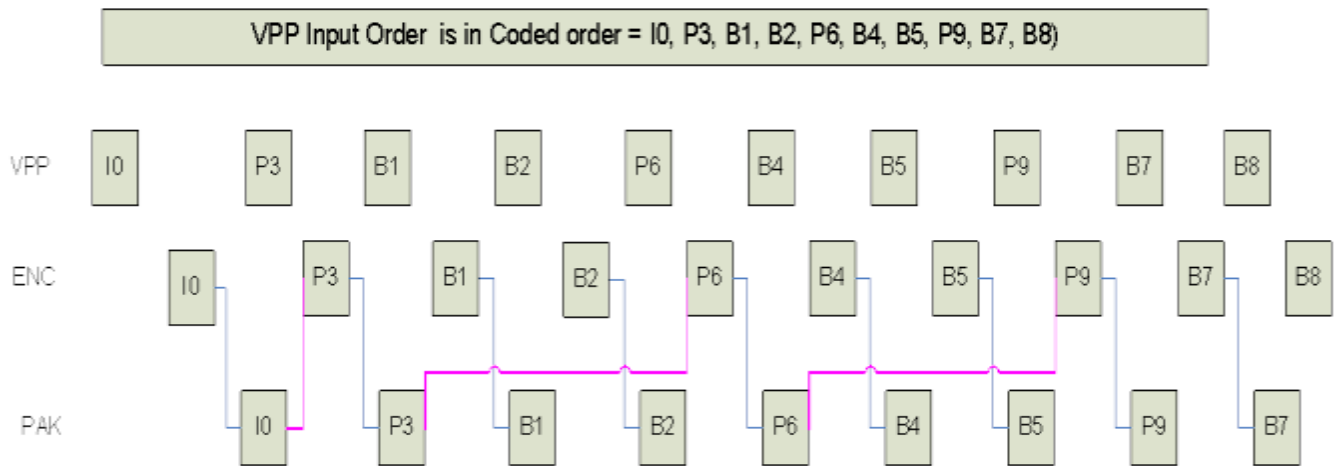 VPP Input Order is in Coded order = I0, P3, B1, B2, P6, B4, B5, P9, B7, B8)
VPP I0 P3 B1 B2 P6 B4 B5 P9 B7 B8
ENC I0 P3 B1 B2 P6 B4 B5 P9 B7 B8
PAK I0 P3 B1 B2 P6 B4 B5 P9 B7